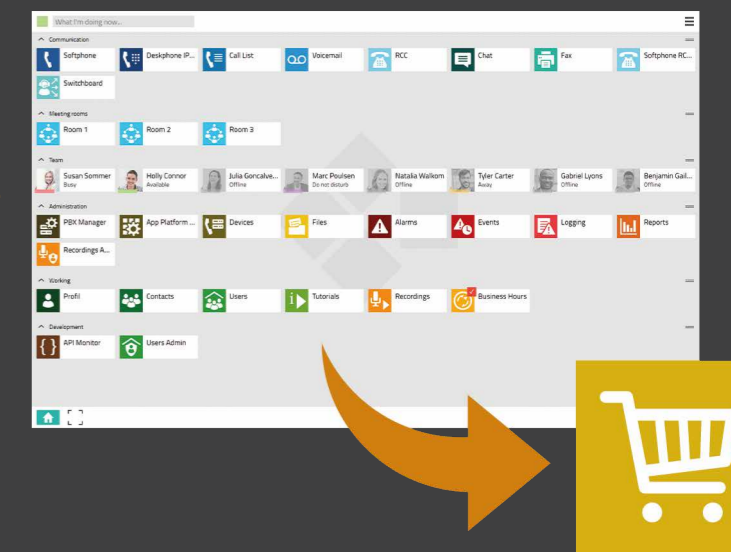 What I'm doing now...
Communication
Softphone Deskphone IP... Call List Voicemail RCC Chat Fax Softphone RC...
Switchboard
Meeting rooms
Room 1 Room 2 Room 3
Team
Susan Sommer Holly Connor Julia Goncalve... Marc Poulsen Natalia Walkom Tyler Carter Gabriel Lyons Benjamin Gail...
Busy Available Offline Do not disturb Offline Away Offline Offline
Administration
PBX Manager App Platform ... Devices Files Alarms Events Logging Reports
Recordings A...
Working
Profil Contacts Users Tutorials Recordings Business Hours
Development
API Monitor Users Admin